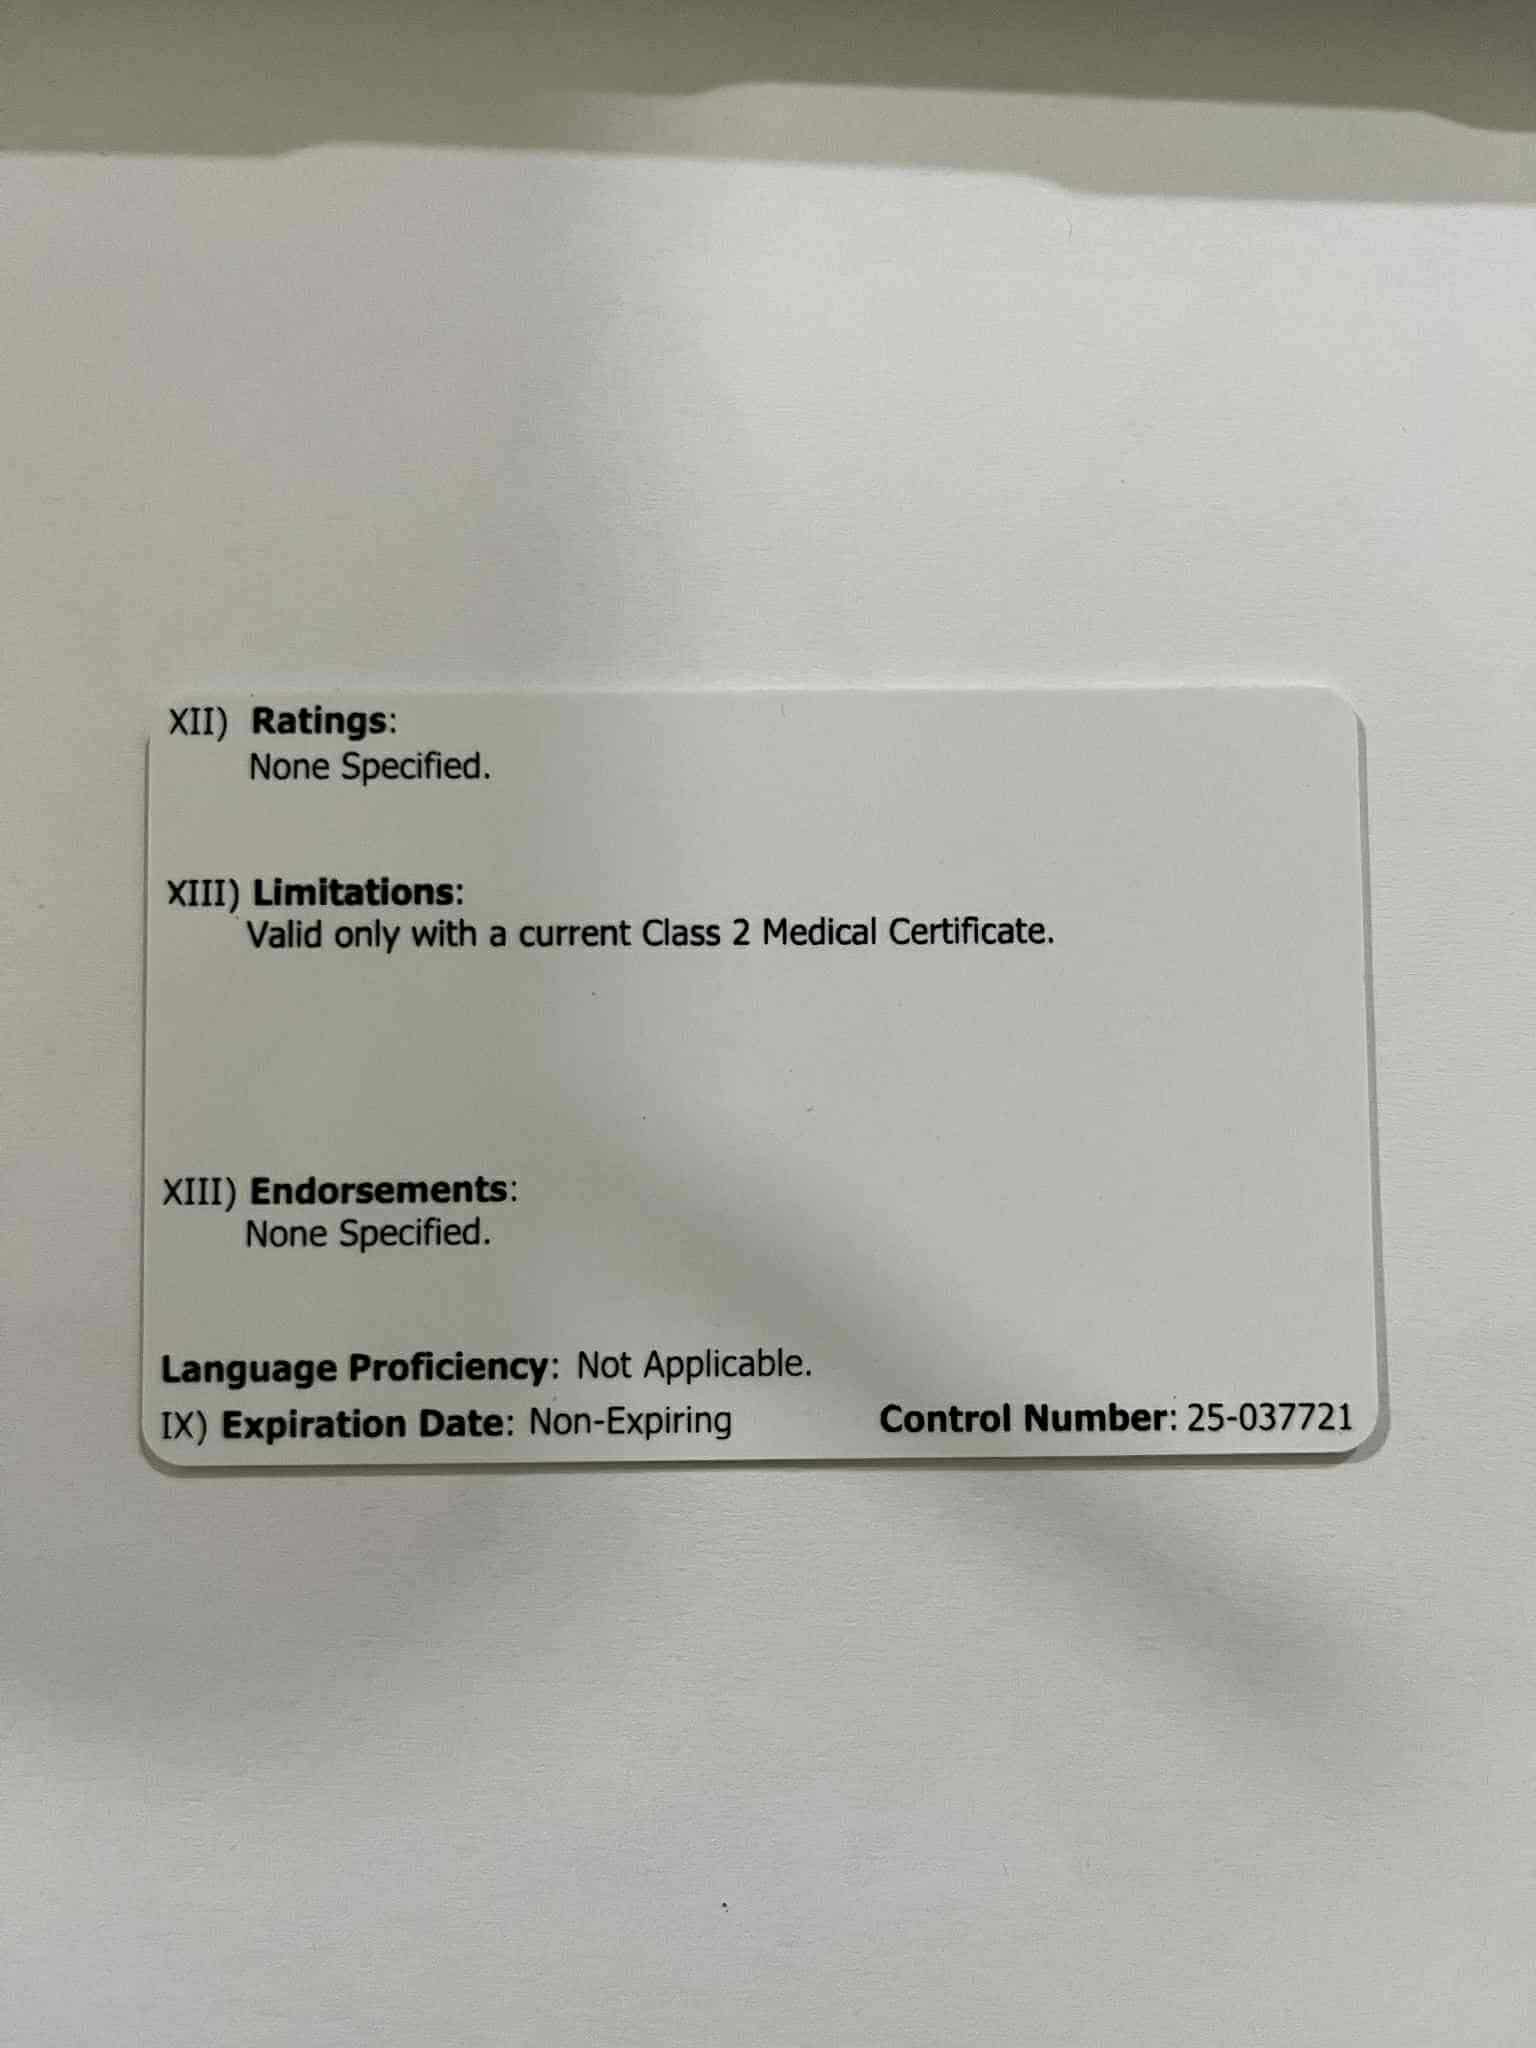 XII) Ratings:
None Specified.
XIII) Limitations:
Valid only with a current Class 2 Medical Certificate.
XIII) Endorsements:
None Specified.
Language Proficiency: Not Applicable.
IX) Expiration Date: Non-Expiring Control Number: 25-037721